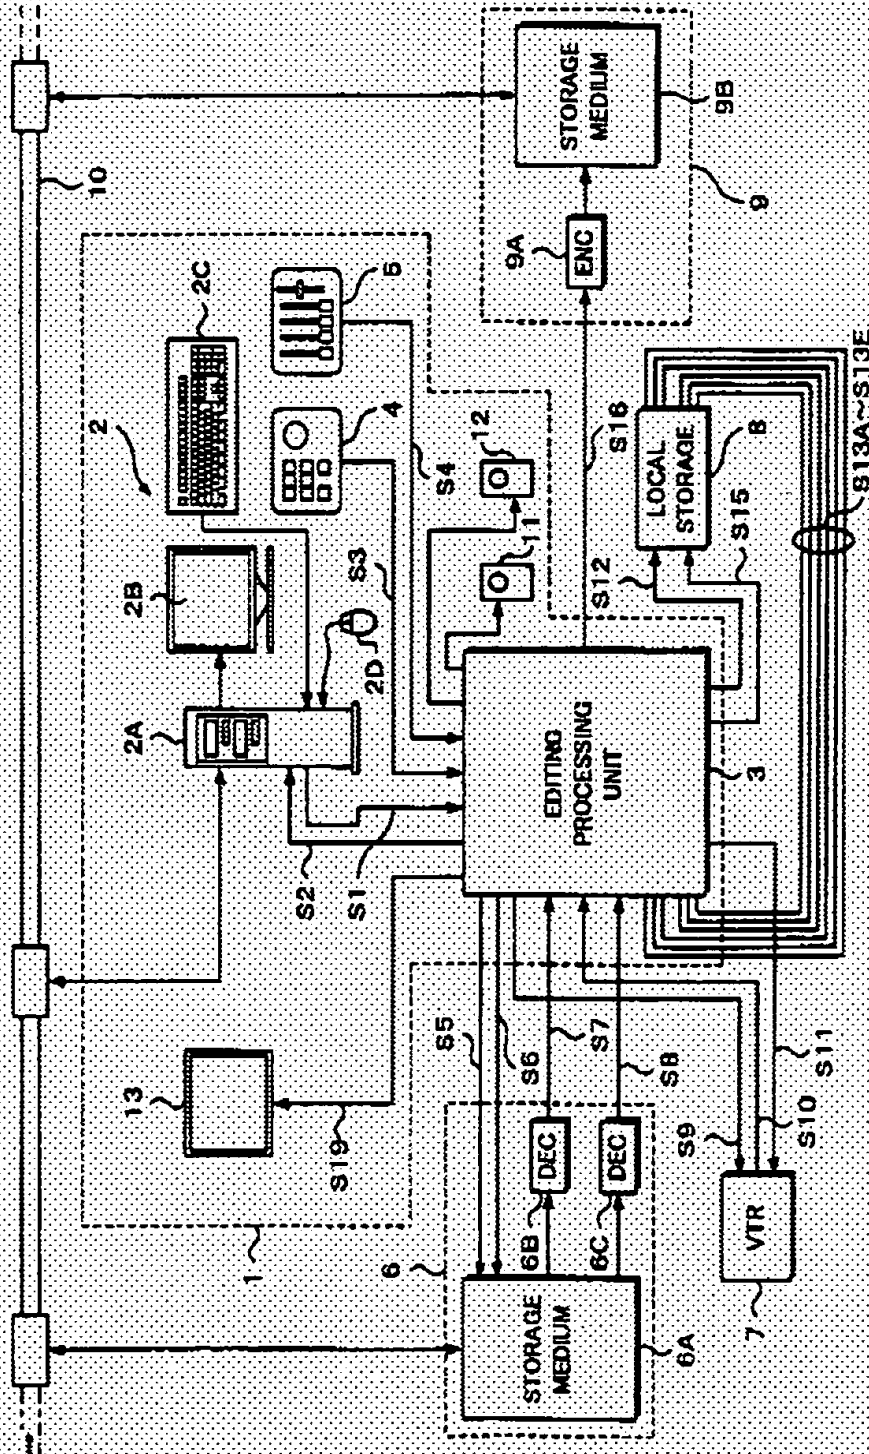 10
1
2
2A
2B
2C
2D
4
5
13
S19
S2
S1
S3
S4
11
12
EDITING
PROCESSING
UNIT
3
6
STORAGE
MEDIUM
6A
6B
DEC
6C
DEC
S5
S6
S7
S8
VTR
7
S9
S10
S11
S12
S15
LOCAL
STORAGE
8
S13A~S13E
S16
9A
ENC
STORAGE
MEDIUM
9B
9